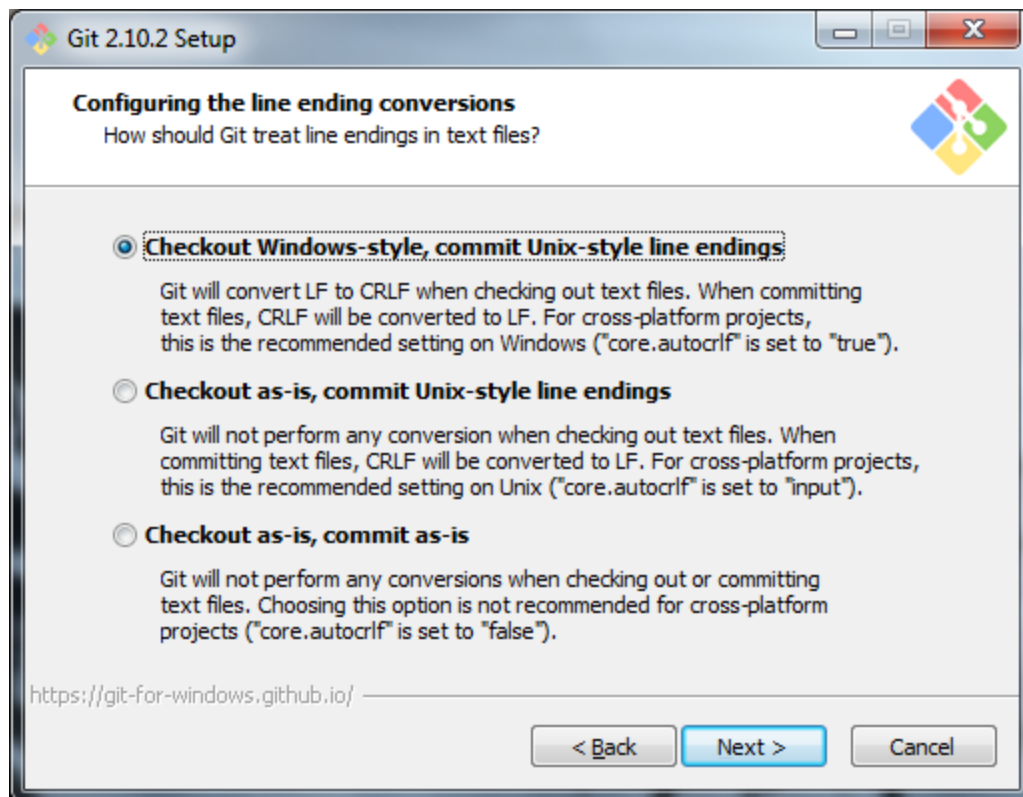 Git 2.10.2 Setup
Configuring the line ending conversions
How should Git treat line endings in text files?
Checkout Windows-style, commit Unix-style line endings
Git will convert LF to CRLF when checking out text files. When committing
text files, CRLF will be converted to LF. For cross-platform projects,
this is the recommended setting on Windows ("core.autocrlf" is set to "true").
Checkout as-is, commit Unix-style line endings
Git will not perform any conversion when checking out text files. When
committing text files, CRLF will be converted to LF. For cross-platform projects,
this is the recommended setting on Unix ("core.autocrlf" is set to "input").
Checkout as-is, commit as-is
Git will not perform any conversions when checking out or committing
text files. Choosing this option is not recommended for cross-platform
projects ("core.autocrlf" is set to "false").
https://git-for-windows.github.io/
< Back
Next >
Cancel